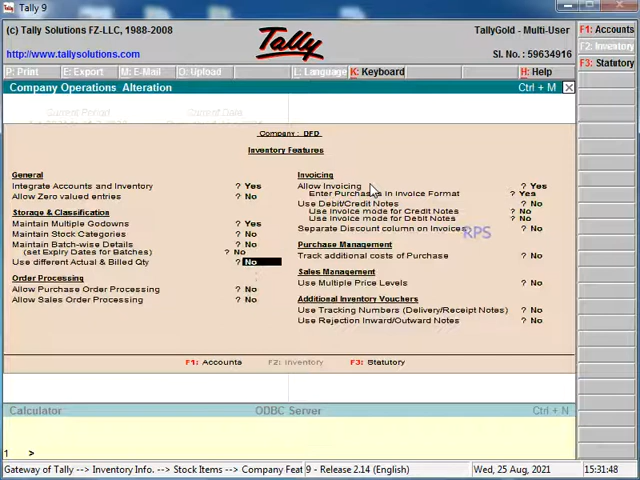 Tally 9
(c) Tally Solutions FZ-LLC, 1988-2008
TallyGold - Multi-User
http://www.tallysolutions.com
Tally
Sl. No. : 59634916
P: Print
E: Export
M: E-Mail
O: Upload
L: Language
K: Keyboard
H: Help
F1: Accounts
F2: Inventory
F3: Statutory
Company Operations Alteration
Ctrl + M
Current Period
Current Date
Company : DFD
Inventory Features
General
Integrate Accounts and Inventory ? Yes
Allow Zero valued entries ? No
Storage & Classification
Maintain Multiple Godowns ? Yes
Maintain Stock Categories ? No
Maintain Batch-wise Details ? No
(set Expiry Dates for Batches) ? No
Use different Actual & Billed Qty ? No
Order Processing
Allow Purchase Order Processing ? No
Allow Sales Order Processing ? No
Invoicing
Allow Invoicing ? Yes
Enter Purchases in Invoice Format ? Yes
Use Debit/Credit Notes ? No
Use Invoice mode for Credit Notes ? No
Use Invoice mode for Debit Notes ? No
Separate Discount column on Invoices ? No
RPS
Purchase Management
Track additional costs of Purchase ? No
Sales Management
Use Multiple Price Levels ? No
Additional Inventory Vouchers
Use Tracking Numbers (Delivery/Receipt Notes) ? No
Use Rejection Inward/Outward Notes ? No
F1: Accounts
F2: Inventory
F3: Statutory
Calculator
ODBC Server
Ctrl + N
1 >
Gateway of Tally --> Inventory Info. --> Stock Items --> Company Feat
9 - Release 2.14 (English)
Wed, 25 Aug, 2021
15:31:48